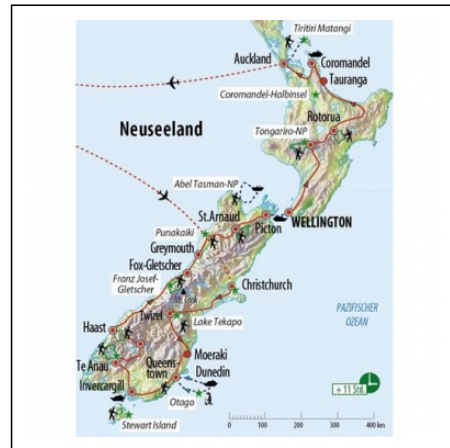 Tiritiri Matangi
Auckland
Coromandel
Tauranga
Coromandel-Halbinsel
Rotorua
Tongariro-NP
Neuseeland
Abel Tasman-NP
WELLINGTON
St.Arnaud
Picton
Punakaiki
Greymouth
Fox-Gletscher
Franz Josef-
Gletscher
Mt. Cook
Christchurch
Twizel
PAZIFISCHER
OZEAN
Haast
Lake Tekapo
Te Anau
Queens-
town
Moeraki
Dunedin
Invercargill
Otago
+ 11 Std.
Stewart Island
0 100 200 300 400 km